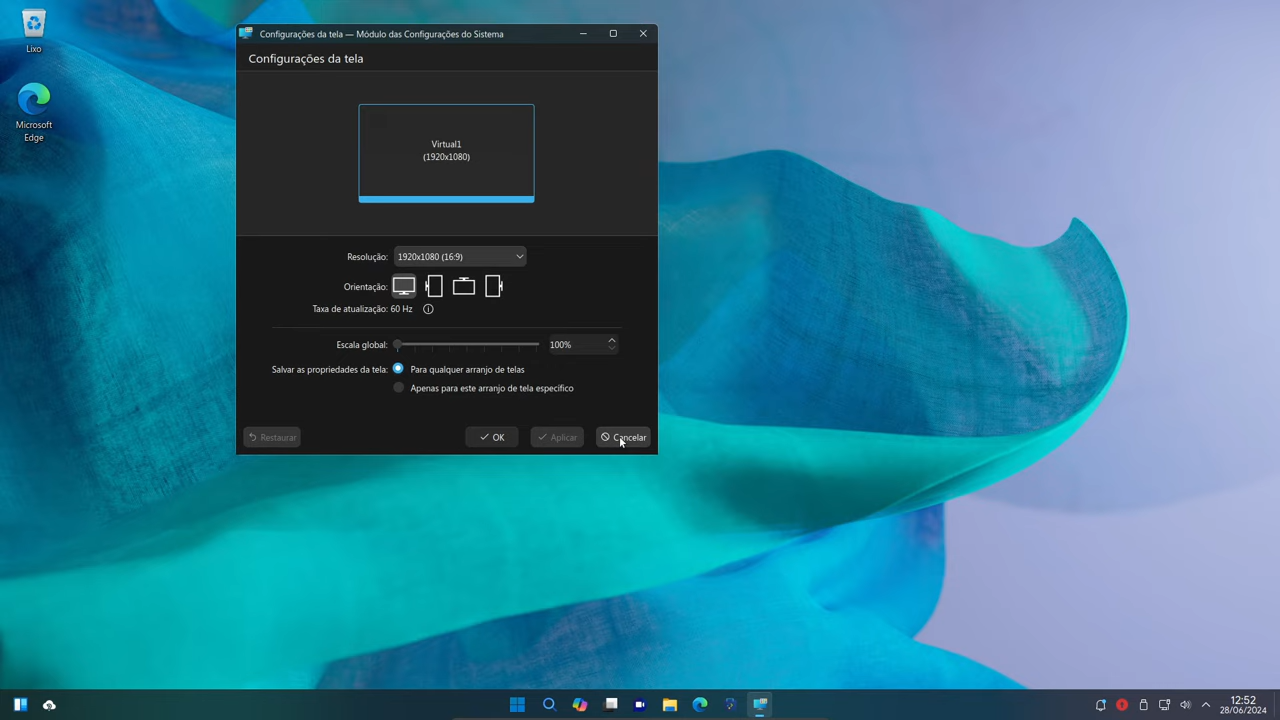 Lixo
Microsoft
Edge
Configurações da tela — Módulo das Configurações do Sistema
Configurações da tela
Virtual1
(1920x1080)
Resolução: 1920x1080 (16:9)
Orientação:
Taxa de atualização: 60 Hz
Escala global: 100%
Salvar as propriedades da tela: Para qualquer arranjo de telas
Apenas para este arranjo de tela específico
Restaurar OK Aplicar Cancelar
12:52
28/06/2024